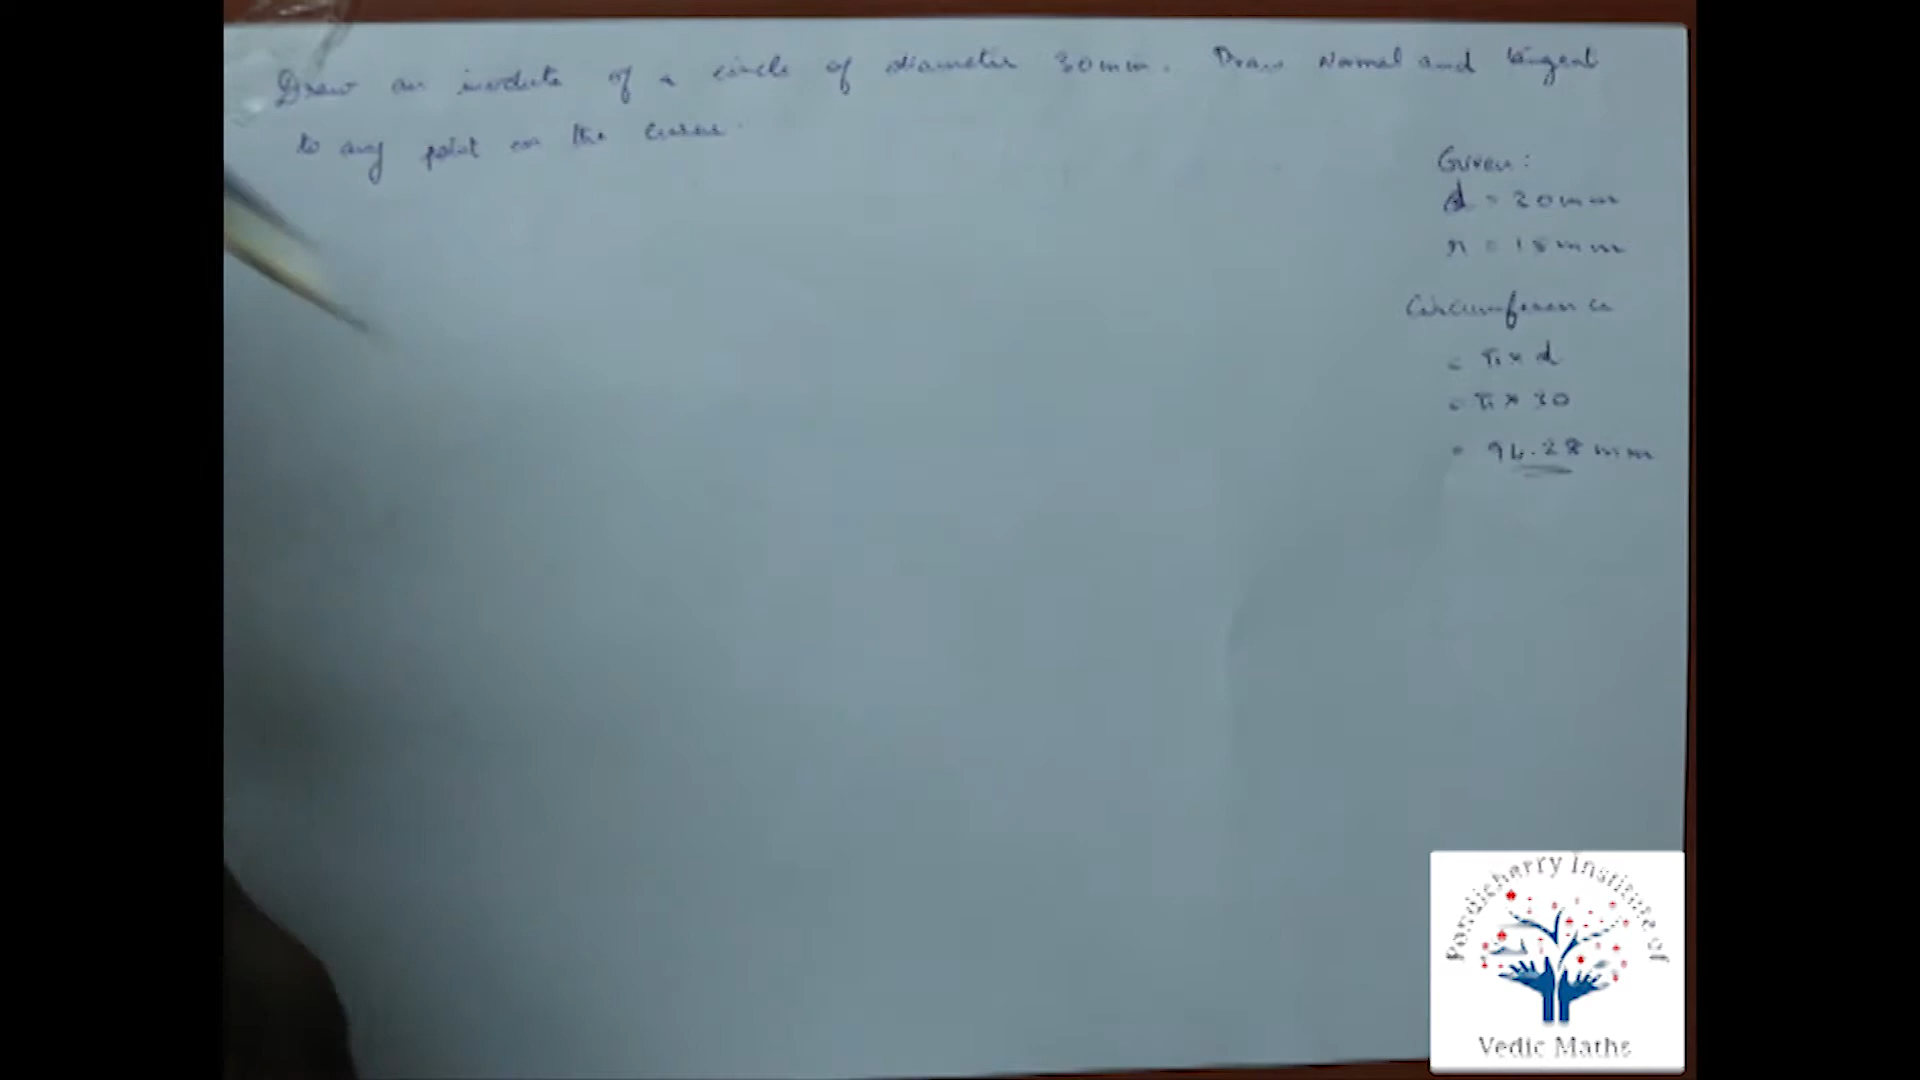 Draw an involute of a circle of diameter 30mm. Draw Normal and tangent
to any point on the curve.
Given:
d = 30mm
r = 15mm
Circumference
= π × d
= π × 30
= 94.28 mm
Pondicherry Institute of
Vedic Maths